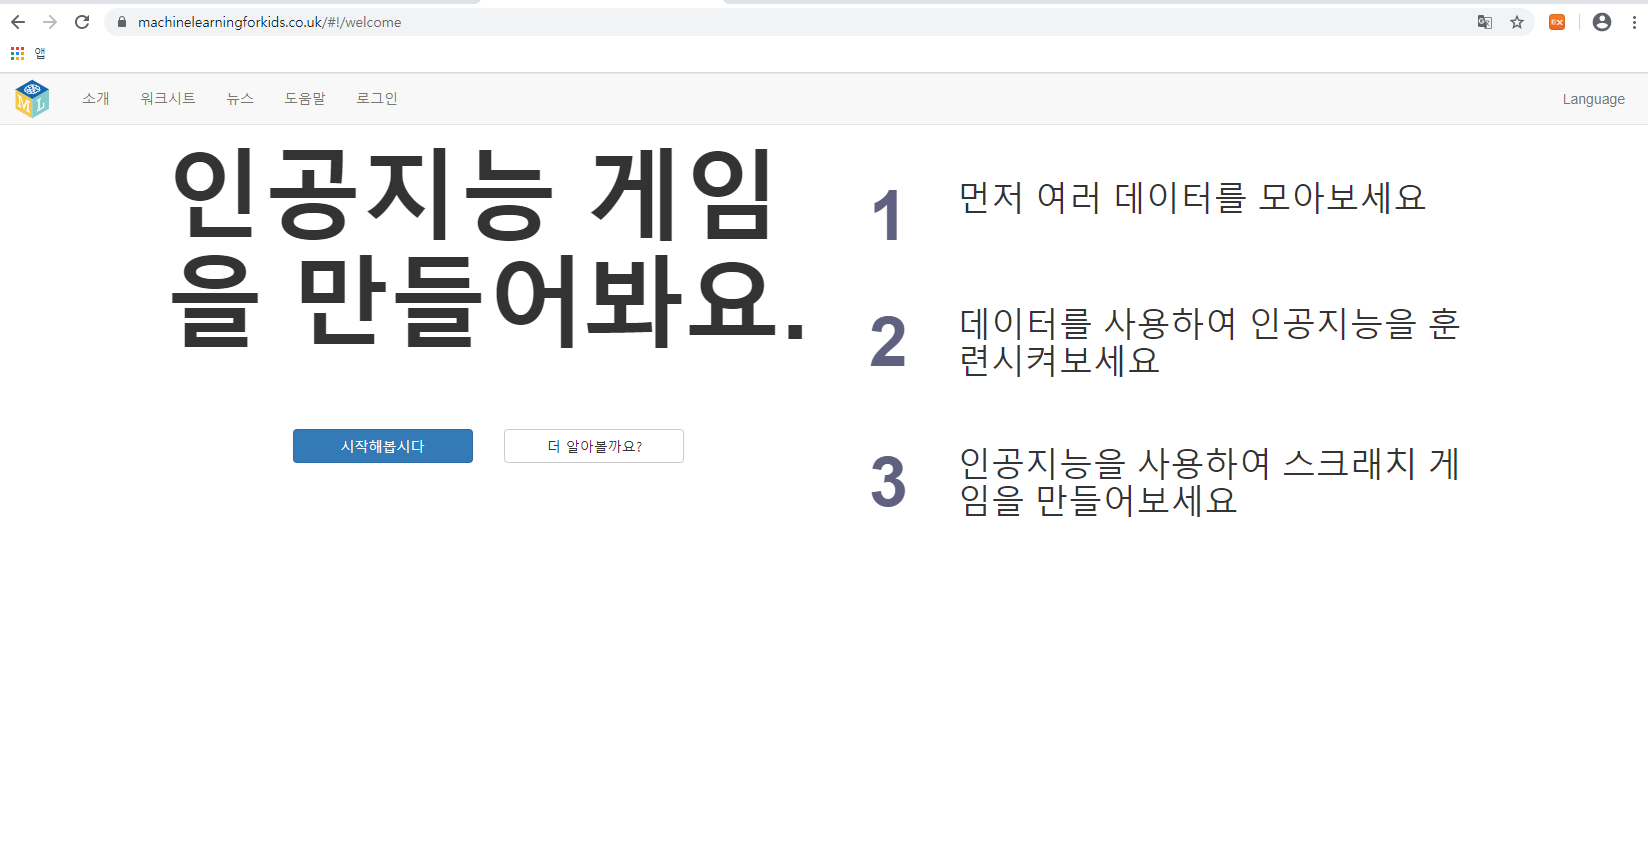 machinelearningforkids.co.uk/#!/welcome
앱
ML
소개 워크시트 뉴스 도움말 로그인 Language
인공지능 게임
을 만들어봐요.
시작해봅시다 더 알아볼까요?
1 먼저 여러 데이터를 모아보세요
2 데이터를 사용하여 인공지능을 훈
련시켜보세요
3 인공지능을 사용하여 스크래치 게
임을 만들어보세요